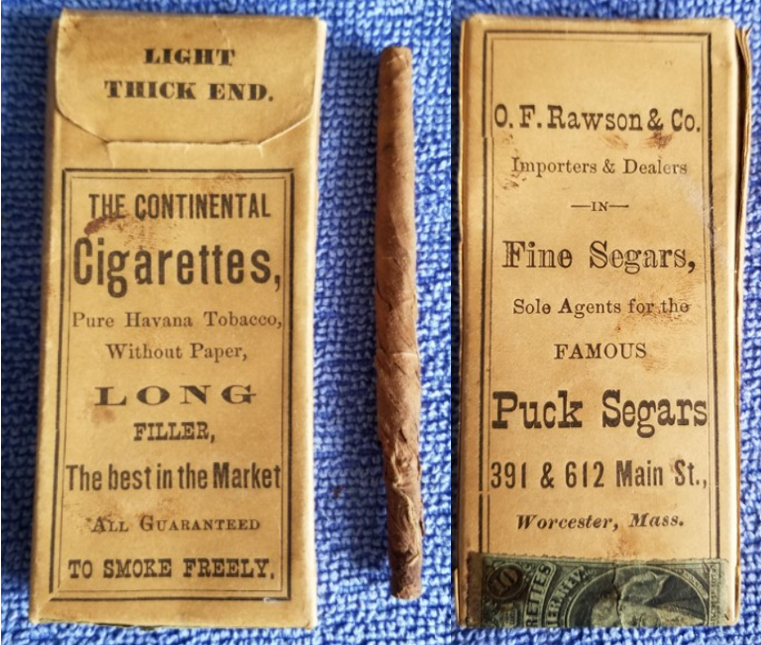 LIGHT
THICK END.
THE CONTINENTAL
Cigarettes,
Pure Havana Tobacco,
Without Paper,
LONG
FILLER,
The best in the Market
ALL GUARANTEED
TO SMOKE FREELY.
O. F. Rawson & Co.
Importers & Dealers
—IN—
Fine Segars,
Sole Agents for the
FAMOUS
Puck Segars
391 & 612 Main St.,
Worcester, Mass.
10